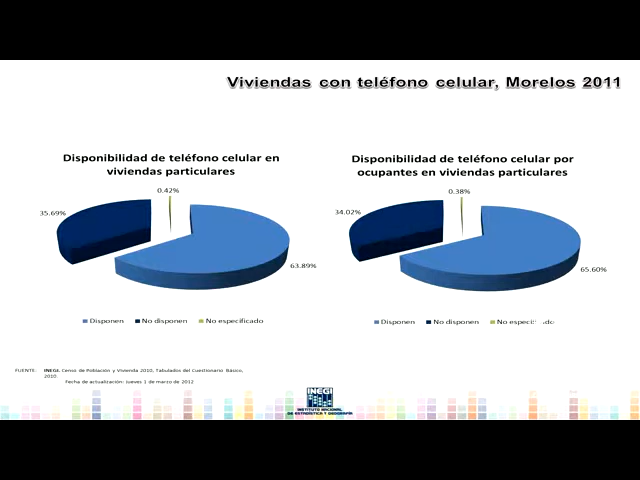 Viviendas con teléfono celular, Morelos 2011
Disponibilidad de teléfono celular en
viviendas particulares
0.42%
35.69%
63.89%
Disponen No disponen No especificado
Disponibilidad de teléfono celular por
ocupantes en viviendas particulares
0.38%
34.02%
65.60%
Disponen No disponen
FUENTE: INEGI. Censo de Población y Vivienda 2010, Tabulados del Cuestionario Básico,
2010.
Fecha de actualización: Jueves 1 de marzo de 2012
INEGI
INSTITUTO NACIONAL
DE ESTADÍSTICA Y GEOGRAFÍA